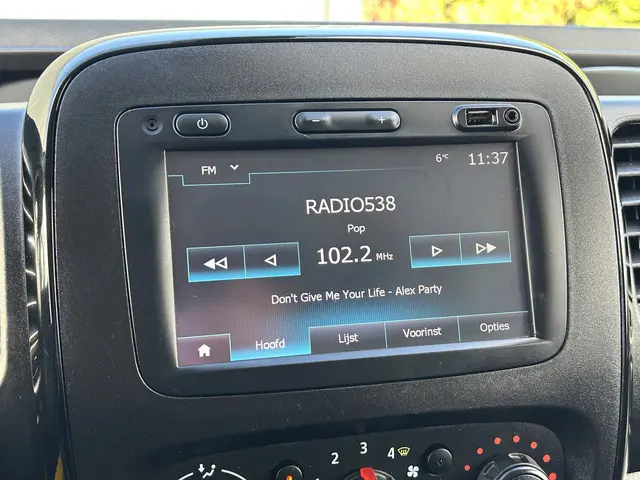 FM
6°C 11:37
RADIO538
Pop
102.2 MHz
Don't Give Me Your Life - Alex Party
Hoofd Lijst Voorinst Opties
2 3 4